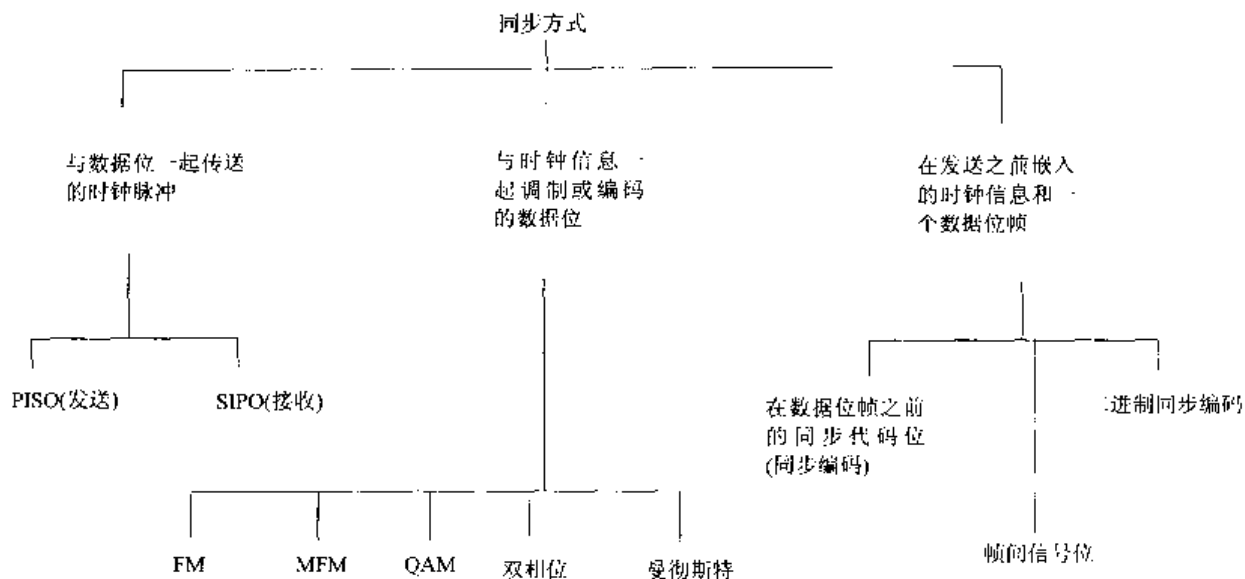 同步方式
与数据位一起传送
的时钟脉冲
与时钟信息一
起调制或编码
的数据位
在发送之前嵌入
的时钟信息和一
个数据位帧
PISO(发送)
SIPO(接收)
在数据位帧之前
的同步代码位
(同步编码)
二进制同步编码
FM
MFM
QAM
双相位
曼彻斯特
帧间信号位